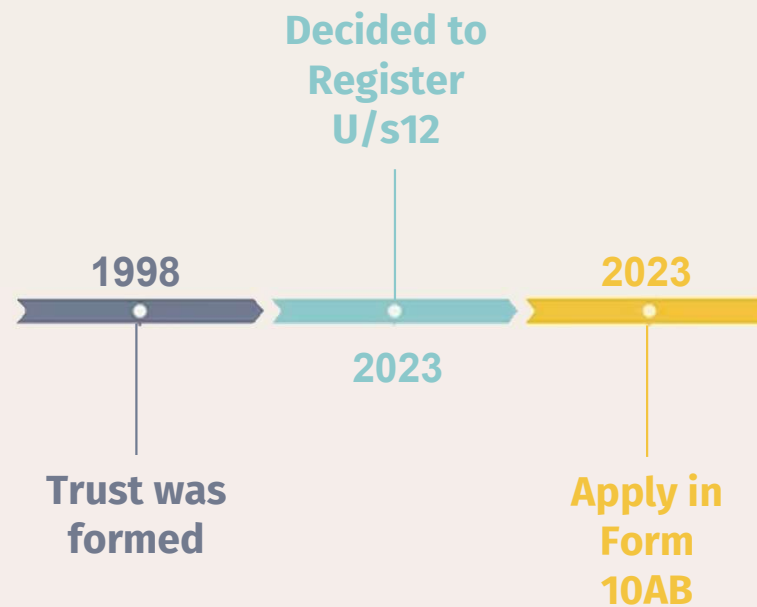 1998
Trust was
formed
Decided to
Register
U/s12
2023
2023
Apply in
Form
10AB